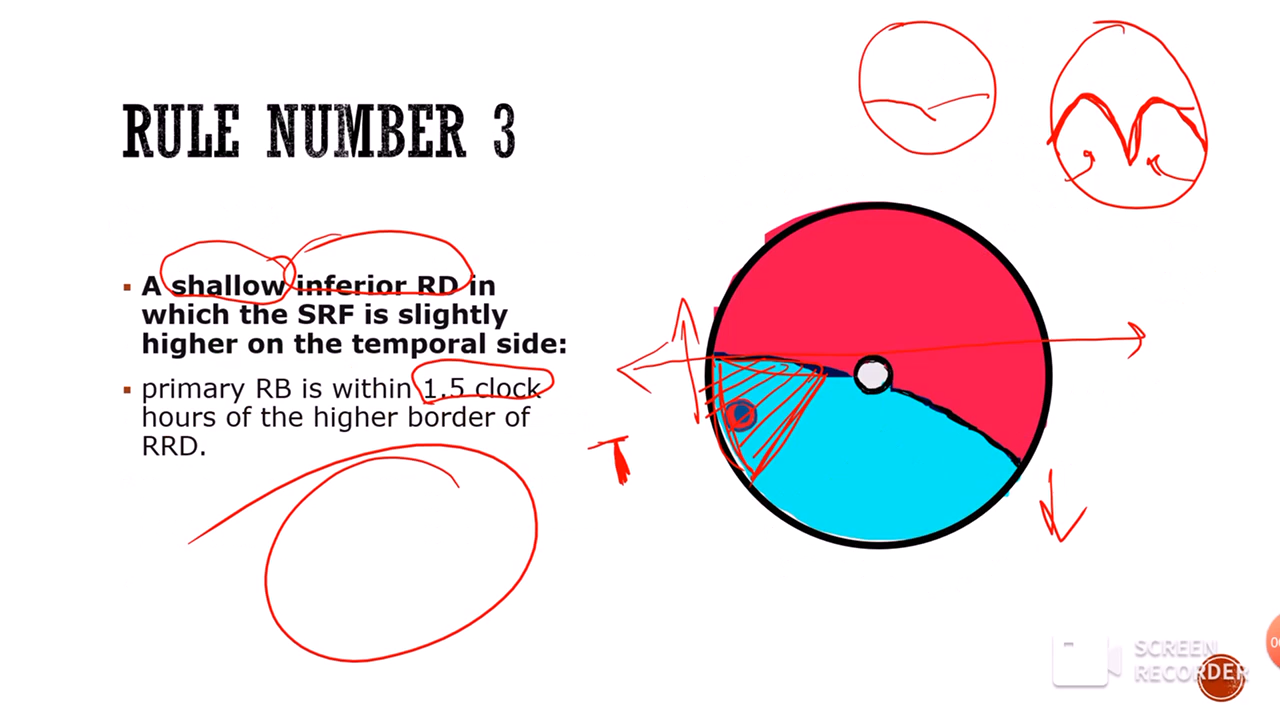 RULE NUMBER 3
▪ A shallow inferior RD in
which the SRF is slightly
higher on the temporal side:
▪ primary RB is within 1.5 clock
hours of the higher border of
RRD.
T
SCREEN
RECORDER